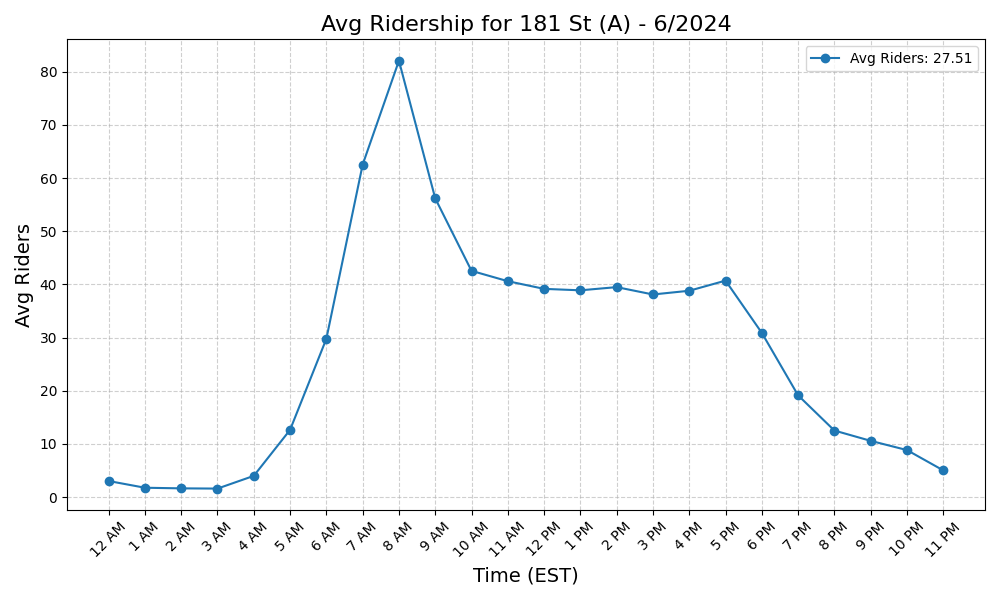 Avg Ridership for 181 St (A) - 6/2024
Avg Riders: 27.51
Avg Riders
80
70
60
50
40
30
20
10
0
12 AM
1 AM
2 AM
3 AM
4 AM
5 AM
6 AM
7 AM
8 AM
9 AM
10 AM
11 AM
12 PM
1 PM
2 PM
3 PM
4 PM
5 PM
6 PM
7 PM
8 PM
9 PM
10 PM
11 PM
Time (EST)